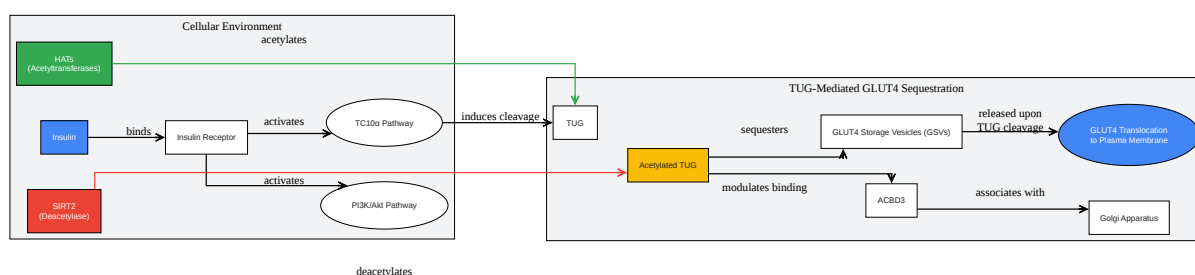 Cellular Environment
acetylates
HATs
(Acetyltransferases)
Insulin
binds
Insulin Receptor
activates
TC10α Pathway
induces cleavage
activates
PI3K/Akt Pathway
SIRT2
(Deacetylase)
deacetylates
TUG-Mediated GLUT4 Sequestration
TUG
Acetylated TUG
sequesters
GLUT4 Storage Vesicles (GSVs)
released upon
TUG cleavage
GLUT4 Translocation
to Plasma Membrane
modulates binding
ACBD3
associates with
Golgi Apparatus